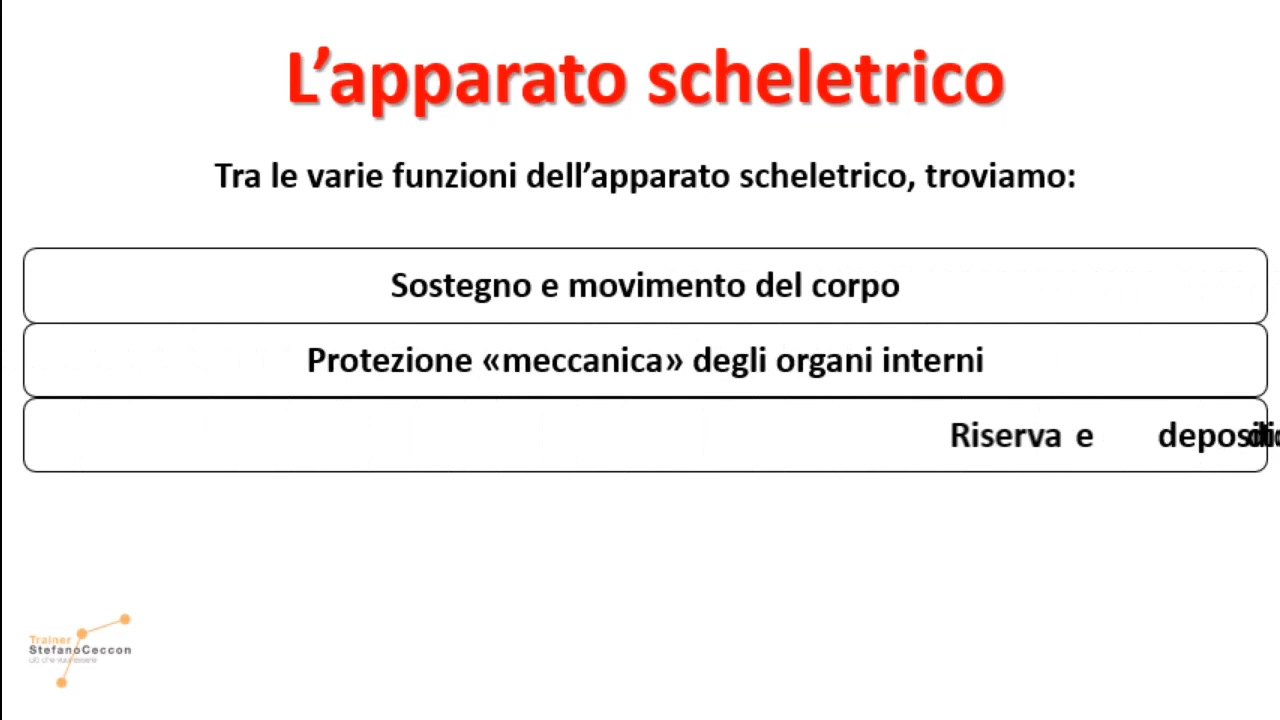 L’apparato scheletrico
Tra le varie funzioni dell’apparato scheletrico, troviamo:
Sostegno e movimento del corpo
Protezione «meccanica» degli organi interni
Riserva e
Trainer
StefanoCeccon